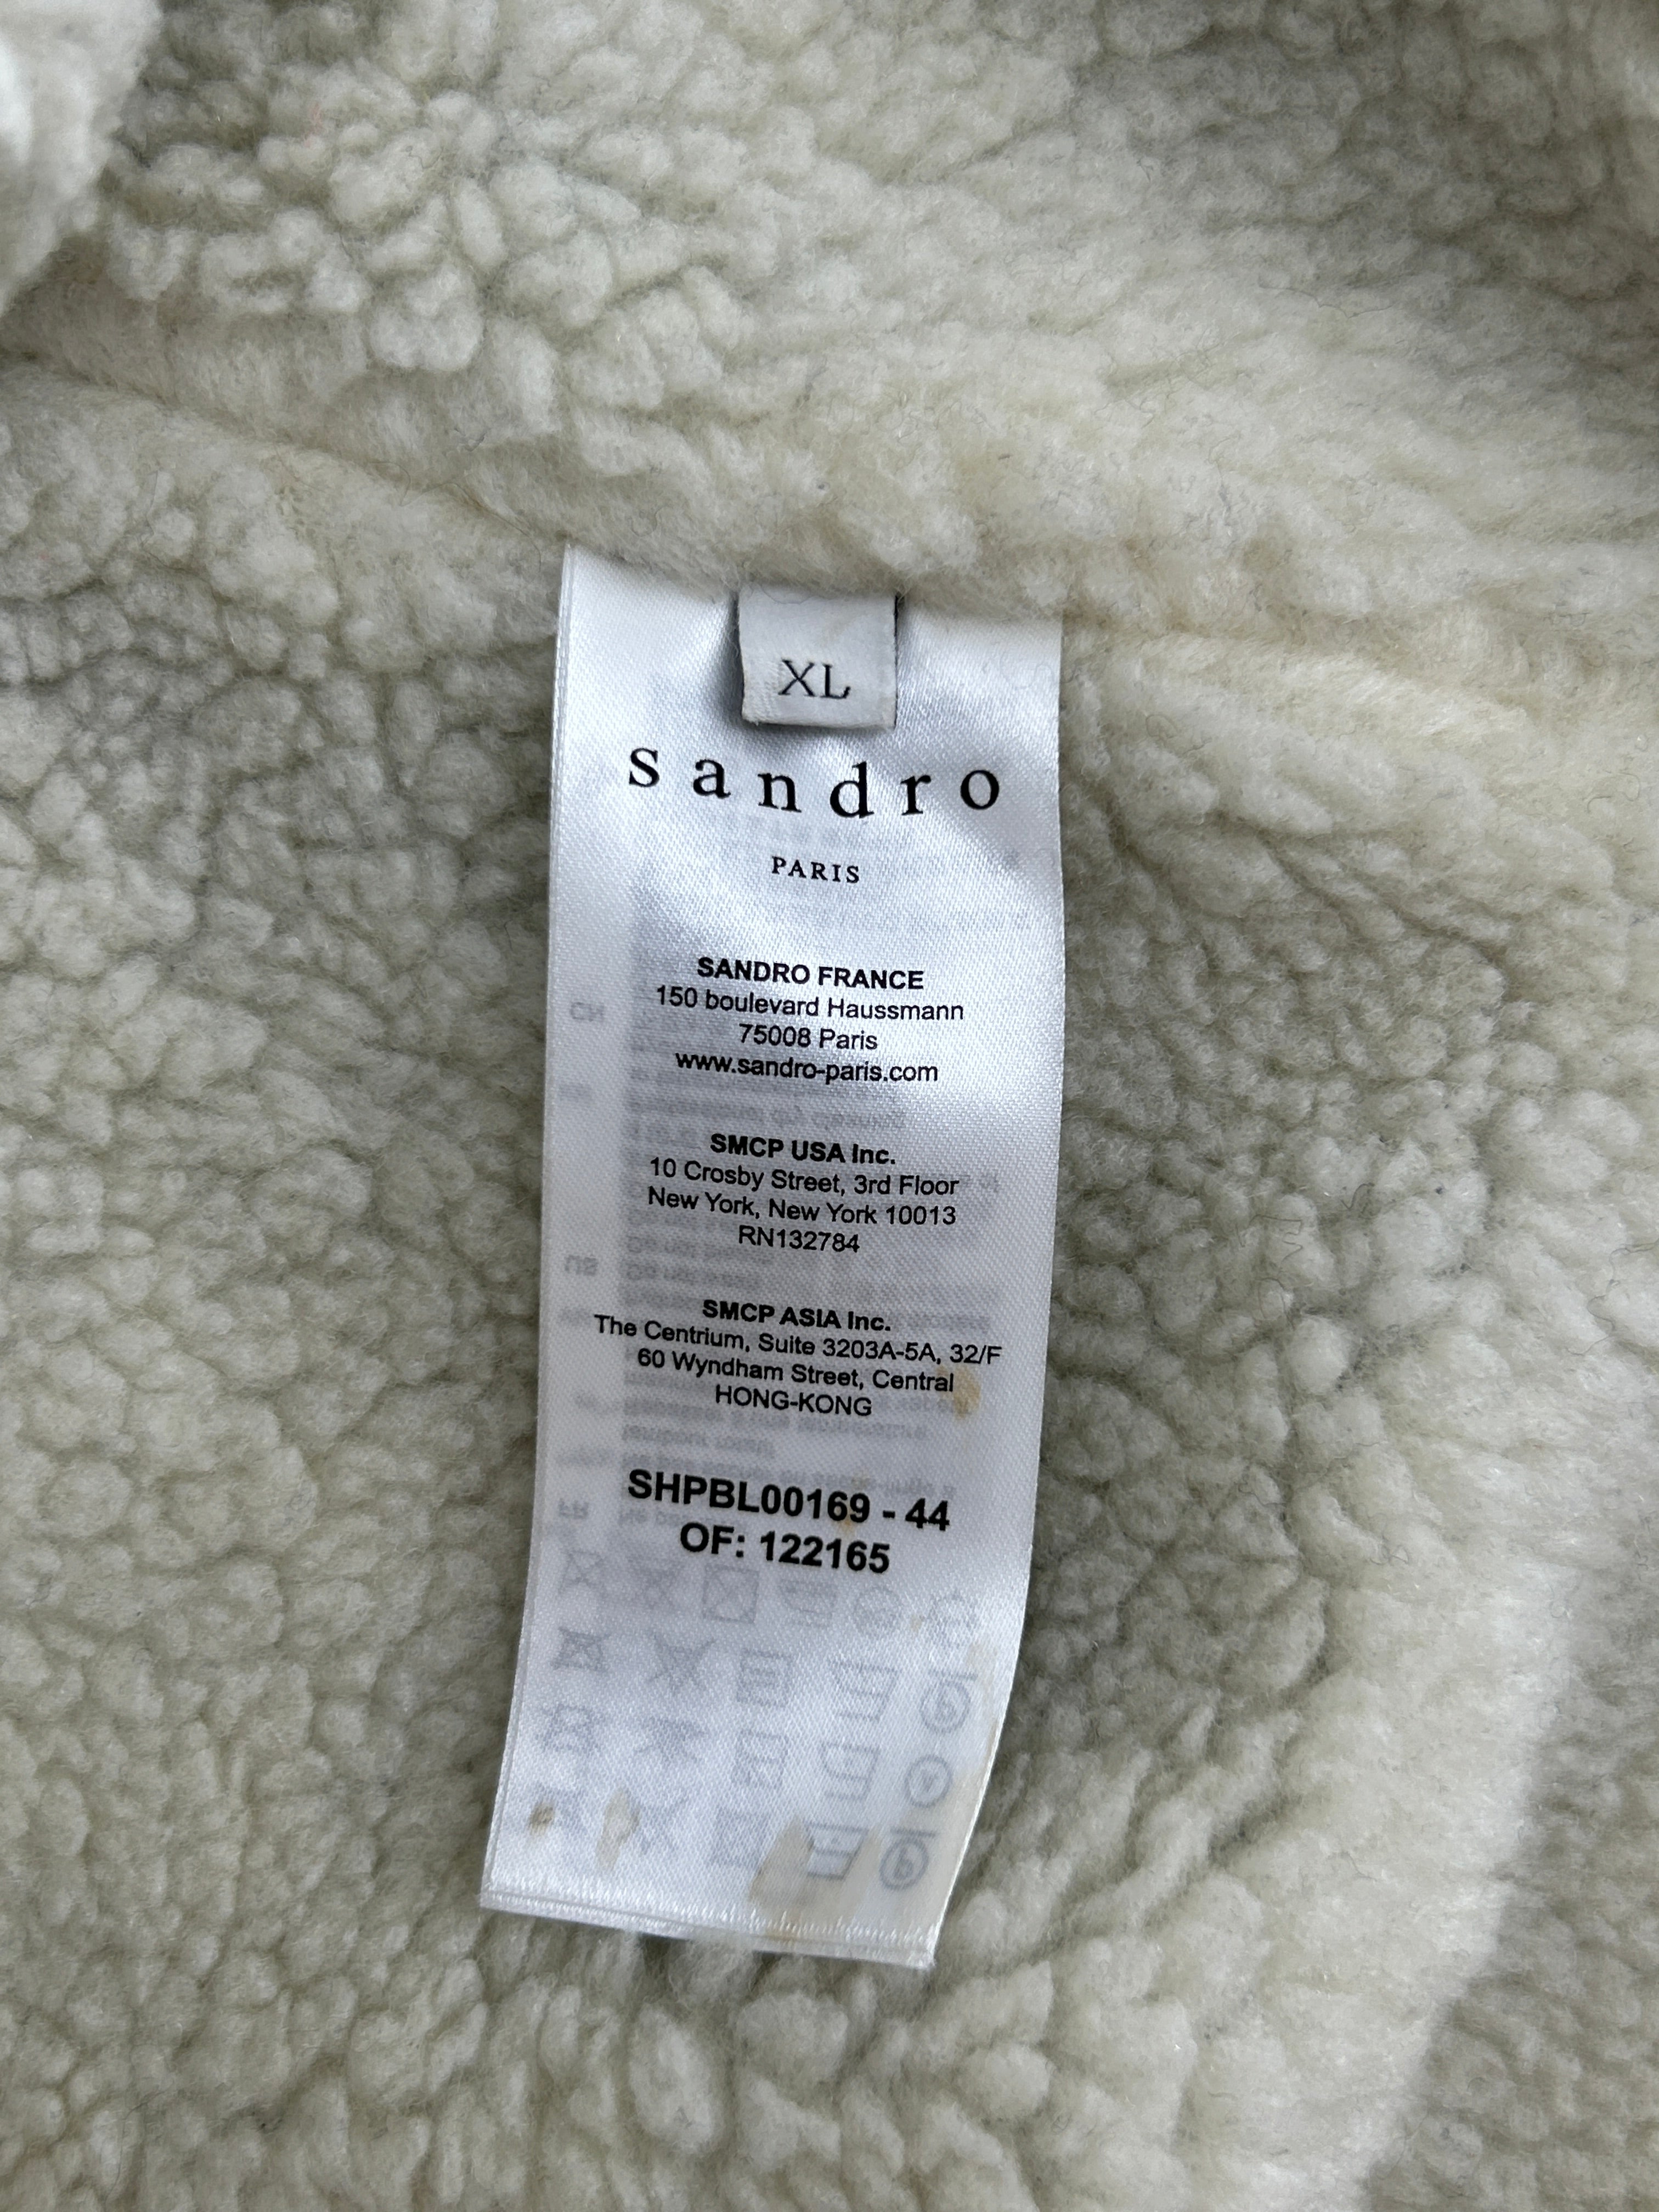 XL
sandro
PARIS
SANDRO FRANCE
150 boulevard Haussmann
75008 Paris
www.sandro-paris.com
SMCP USA Inc.
10 Crosby Street, 3rd Floor
New York, New York 10013
RN132784
SMCP ASIA Inc.
The Centrium, Suite 3203A-5A, 32/F
60 Wyndham Street, Central
HONG-KONG
SHPBL00169 - 44
OF: 122165